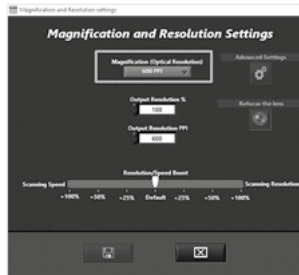 Magnification and Resolution settings
Magnification and Resolution Settings
Magnification (Optical Resolution)
600 PPI
Advanced Settings
Output Resolution %
100
Refocus the lens
Output Resolution PPI
600
Resolution/Speed Boost
Scanning Speed
Scanning Resolution
+100% +50% +25% Default +25% +50% +100%